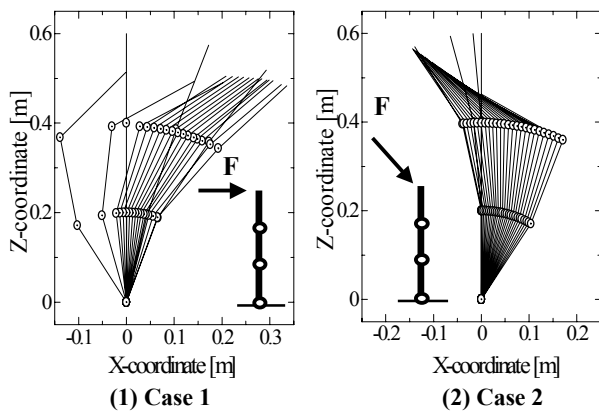 0.6
0.4
0.2
0
Z-coordinate [m]
-0.1
0
0.1
0.2
0.3
X-coordinate [m]
F
(1) Case 1
0.6
0.4
0.2
0
Z-coordinate [m]
-0.2
-0.1
0
0.1
0.2
X-coordinate [m]
F
(2) Case 2